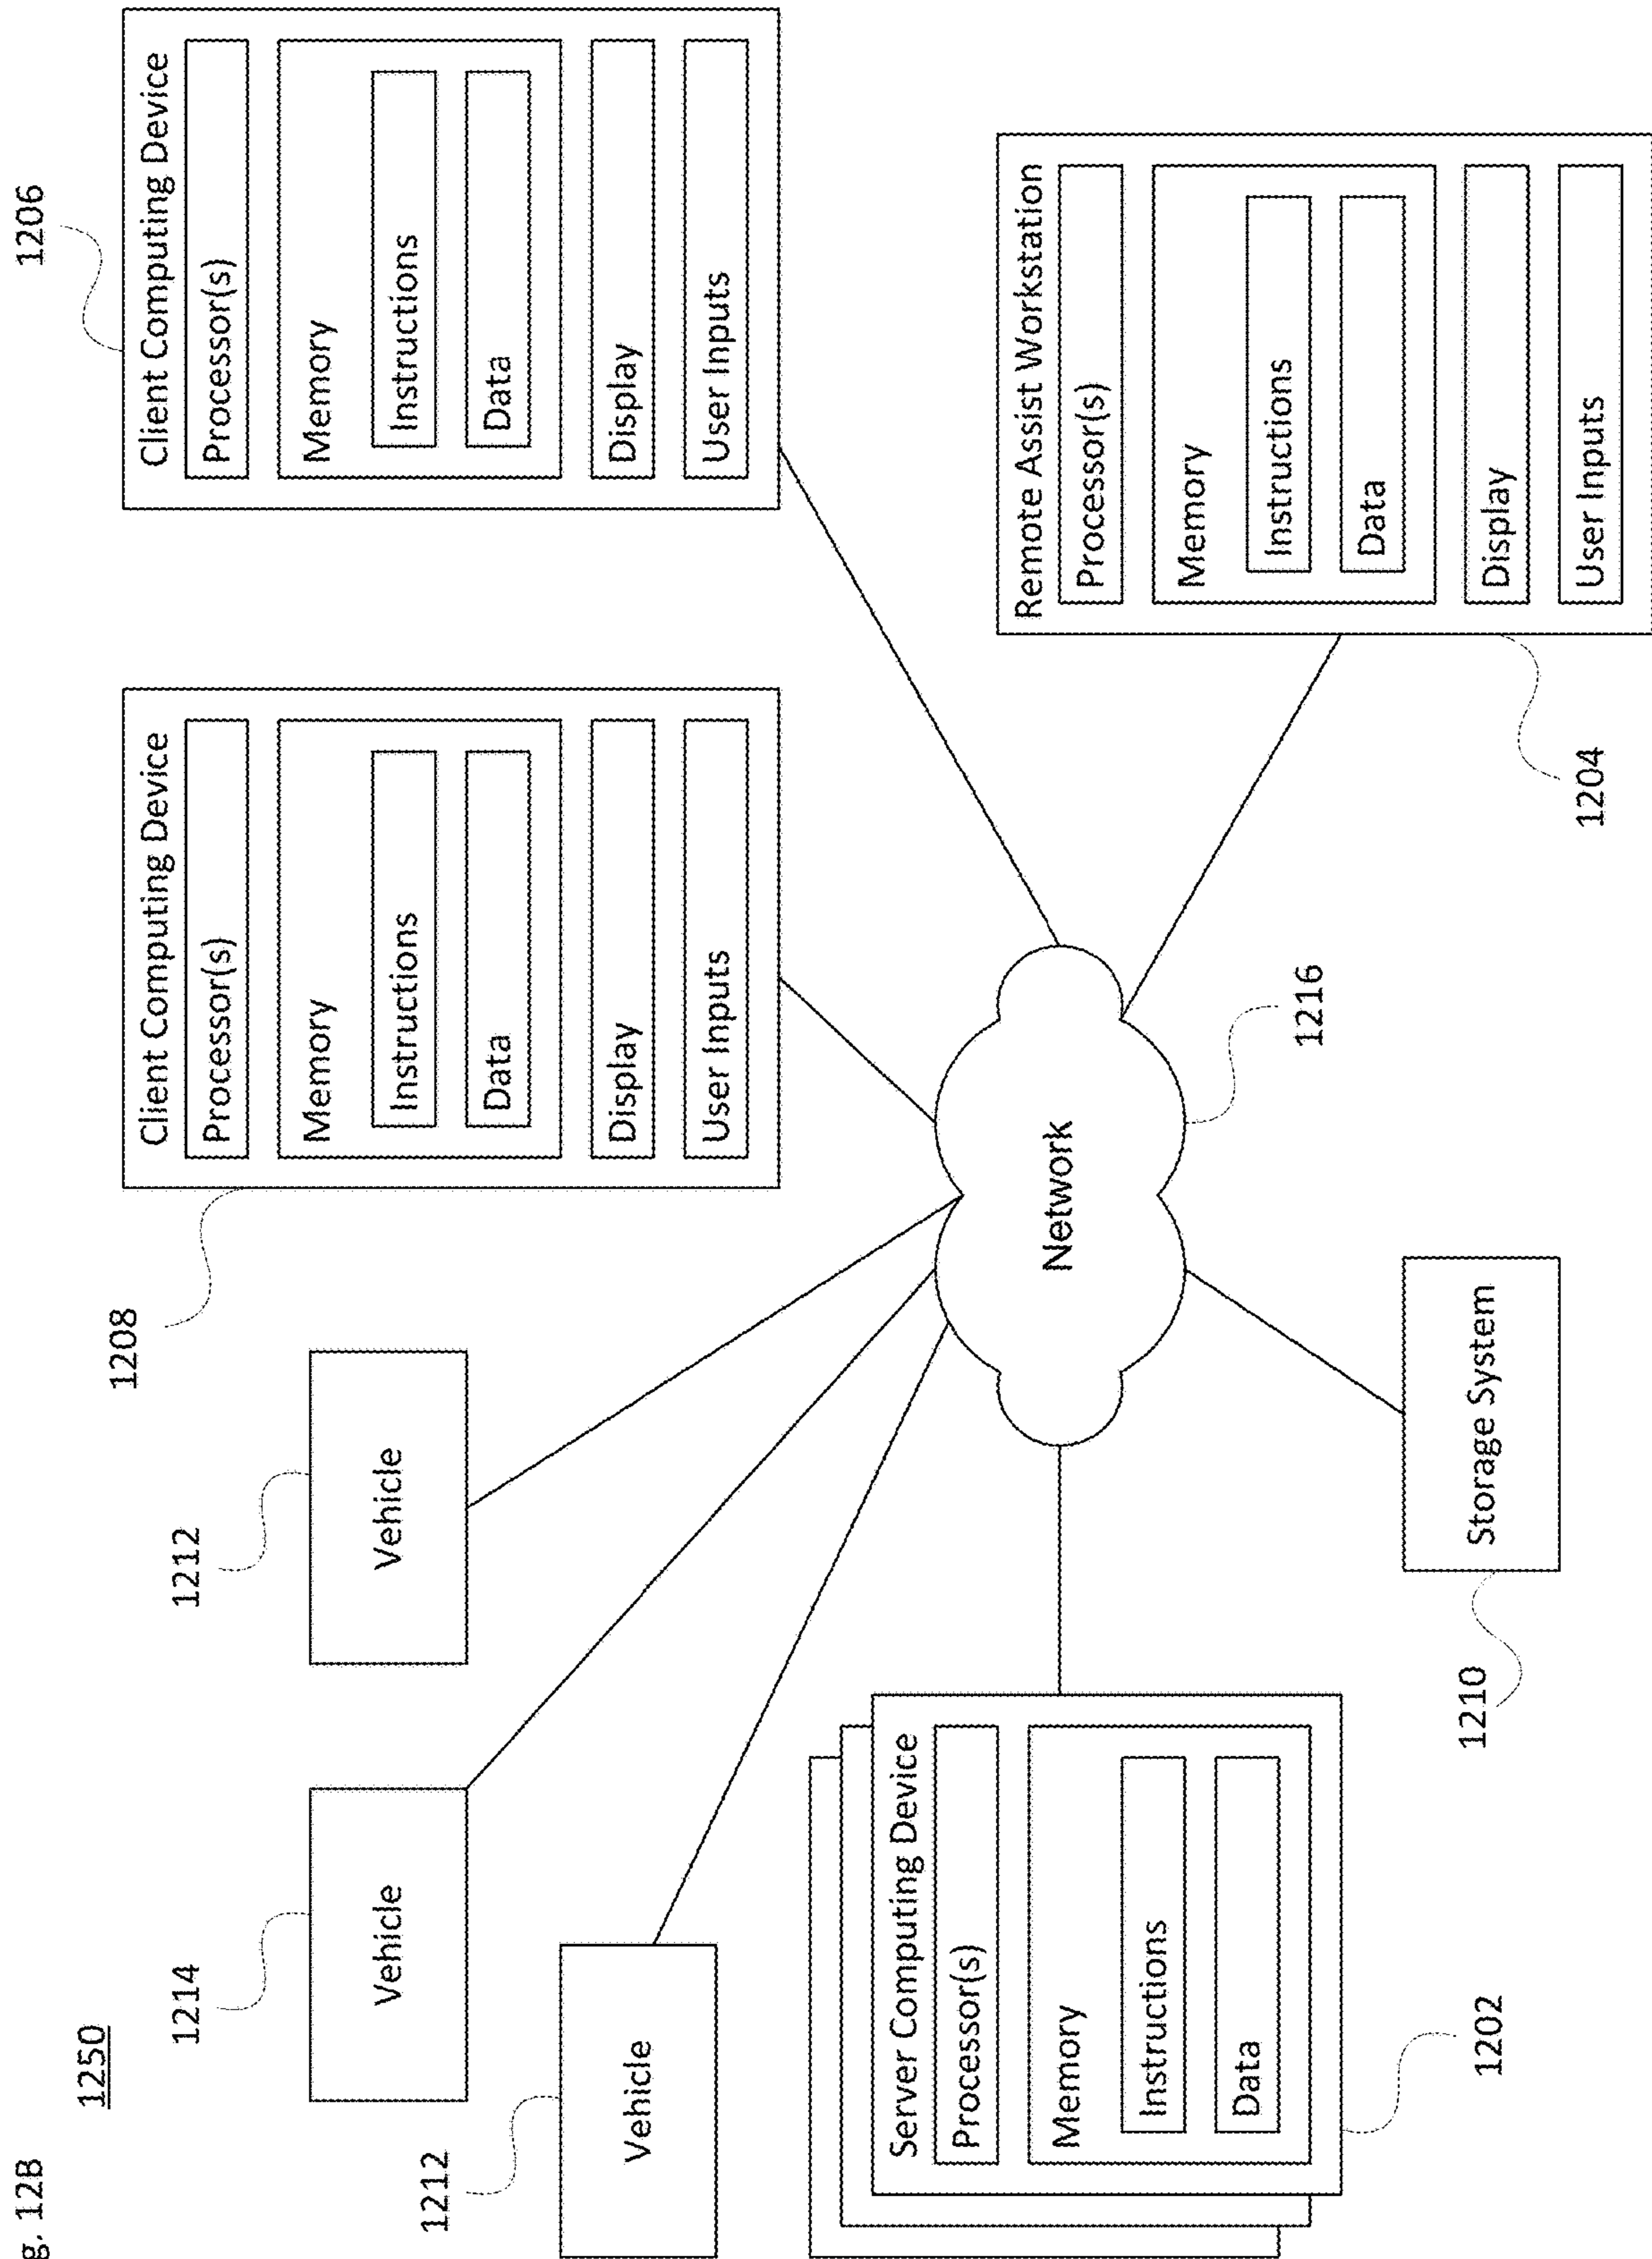 g. 12B
1250
1212
Vehicle
1214
Vehicle
1212
Vehicle
1208
Client Computing Device
Processor(s)
Memory
Instructions
Data
Display
User Inputs
1206
Client Computing Device
Processor(s)
Memory
Instructions
Data
Display
User Inputs
Server Computing Device
Processor(s)
Memory
Instructions
Data
1202
Network
1216
Storage System
1210
Remote Assist Workstation
Processor(s)
Memory
Instructions
Data
Display
User Inputs
1204